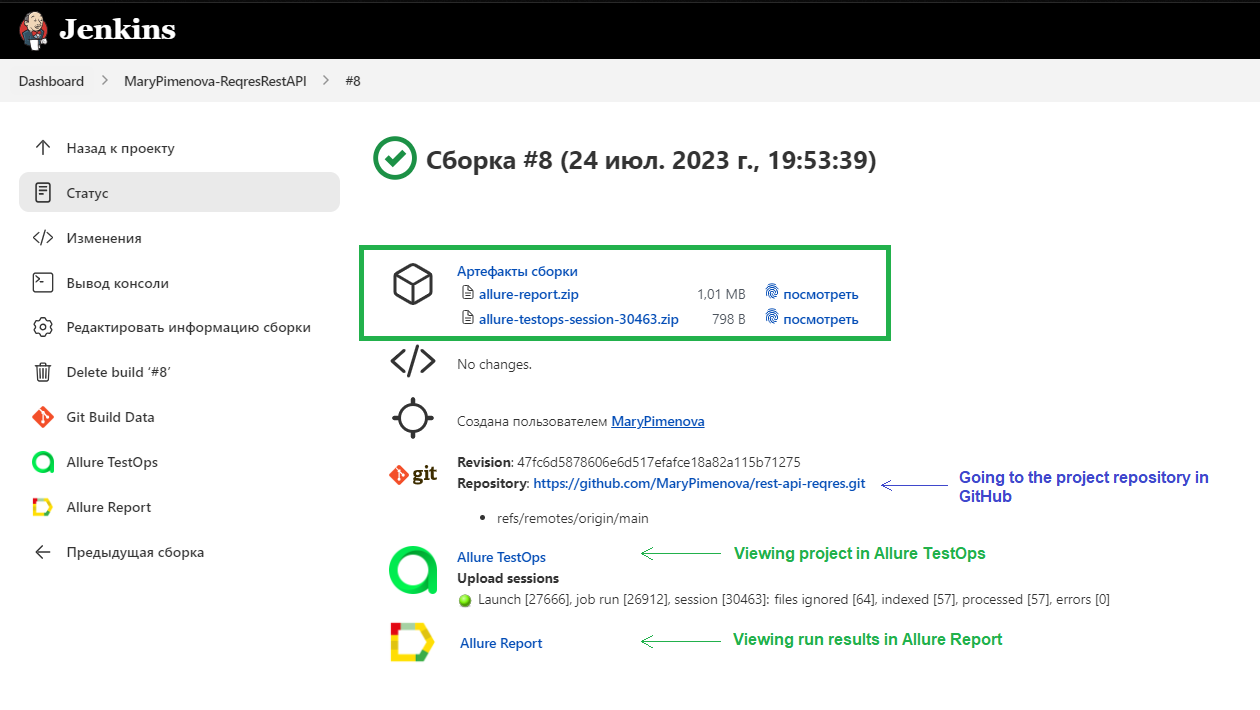 Jenkins
Dashboard > MaryPimenova-ReqresRestAPI > #8
Назад к проекту
Статус
Изменения
Вывод консоли
Редактировать информацию сборки
Delete build ‘#8’
Git Build Data
Allure TestOps
Allure Report
Предыдущая сборка
Сборка #8 (24 июл. 2023 г., 19:53:39)
Артефакты сборки
allure-report.zip 1,01 MB посмотреть
allure-testops-session-30463.zip 798 B посмотреть
No changes.
Создана пользователем MaryPimenova
git
Revision: 47fc6d5878606e6d517efafce18a82a115b71275
Repository: https://github.com/MaryPimenova/rest-api-reqres.git
Going to the project repository in
GitHub
• refs/remotes/origin/main
Allure TestOps
Viewing project in Allure TestOps
Upload sessions
Launch [27666], job run [26912], session [30463]: files ignored [64], indexed [57], processed [57], errors [0]
Allure Report
Viewing run results in Allure Report